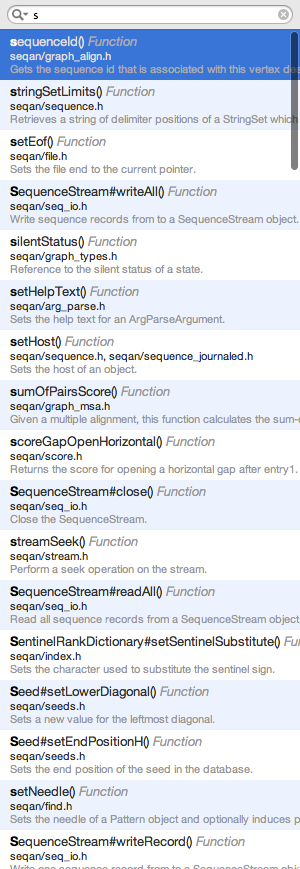 s
sequenceId() Function
seqan/graph_align.h
Gets the sequence id that is associated with this vertex des
stringSetLimits() Function
seqan/sequence.h
Retrieves a string of delimiter positions of a StringSet which
setEof() Function
seqan/file.h
Sets the file end to the current pointer.
SequenceStream#writeAll() Function
seqan/seq_io.h
Write sequence records from to a SequenceStream object.
silentStatus() Function
seqan/graph_types.h
Reference to the silent status of a state.
setHelpText() Function
seqan/arg_parse.h
Sets the help text for an ArgParseArgument.
setHost() Function
seqan/sequence.h, seqan/sequence_journaled.h
Sets the host of an object.
sumOfPairsScore() Function
seqan/graph_msa.h
Given a multiple alignment, this function calculates the sum-o
scoreGapOpenHorizontal() Function
seqan/score.h
Returns the score for opening a horizontal gap after entry1.
SequenceStream#close() Function
seqan/seq_io.h
Close the SequenceStream.
streamSeek() Function
seqan/stream.h
Perform a seek operation on the stream.
SequenceStream#readAll() Function
seqan/seq_io.h
Read all sequence records from a SequenceStream object
SentinelRankDictionary#setSentinelSubstitute() Fu
seqan/index.h
Sets the character used to substitute the sentinel sign.
Seed#setLowerDiagonal() Function
seqan/seeds.h
Sets a new value for the leftmost diagonal.
Seed#setEndPositionH() Function
seqan/seeds.h
Sets the end position of the seed in the database.
setNeedle() Function
seqan/find.h
Sets the needle of a Pattern object and optionally induces p
SequenceStream#writeRecord() Function
seqan/seq_io.h
Write one sequence record from to a SequenceStream obje